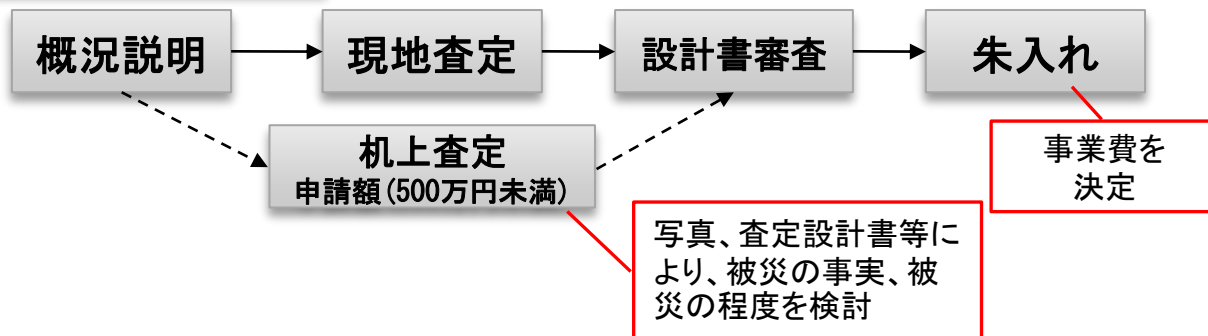 概況説明
現地査定
設計書審査
朱入れ
机上査定
申請額(500万円未満)
事業費を
決定
写真、査定設計書等に
より、被災の事実、被
災の程度を検討